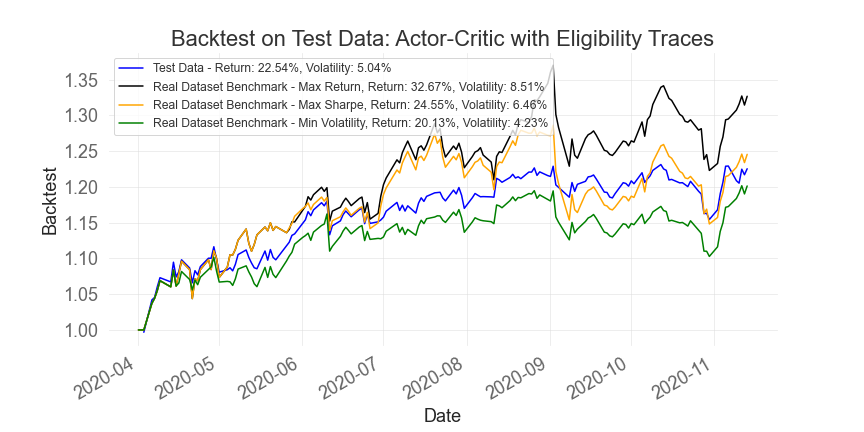 Backtest on Test Data: Actor-Critic with Eligibility Traces
Test Data - Return: 22.54%, Volatility: 5.04%
Real Dataset Benchmark - Max Return, Return: 32.67%, Volatility: 8.51%
Real Dataset Benchmark - Max Sharpe, Return: 24.55%, Volatility: 6.46%
Real Dataset Benchmark - Min Volatility, Return: 20.13%, Volatility: 4.23%
Backtest
1.35
1.30
1.25
1.20
1.15
1.10
1.05
1.00
2020-04
2020-05
2020-06
2020-07
2020-08
2020-09
2020-10
2020-11
Date